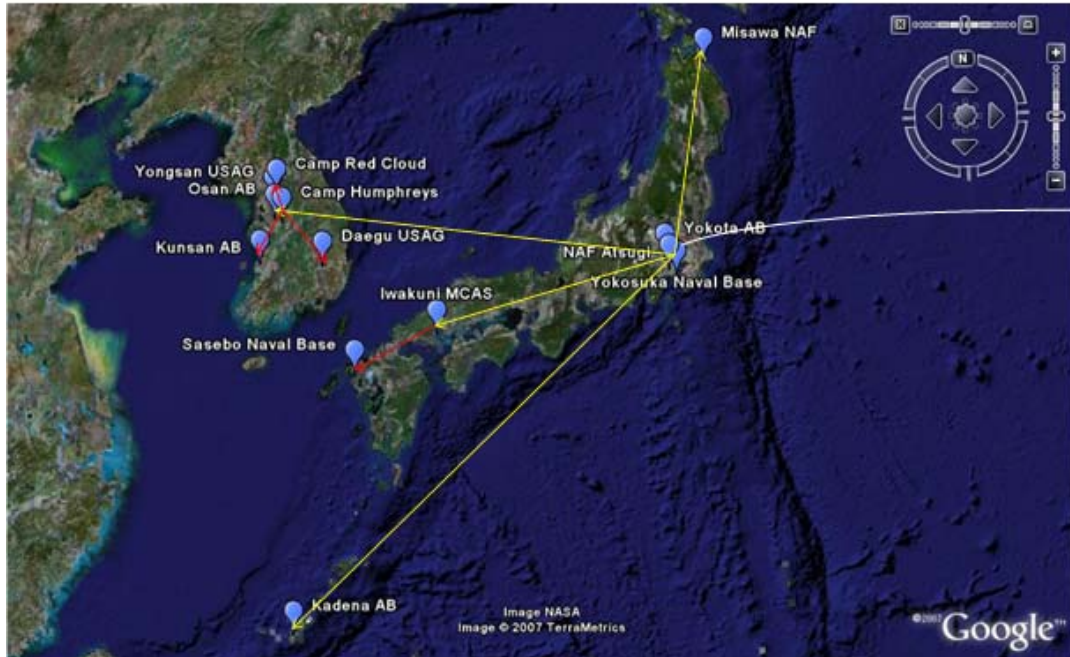 Misawa NAF
N
Camp Red Cloud
Yongsan USAG
Osan AB
Camp Humphreys
Kunsan AB
Daegu USAG
Yokota AB
NAF Atsugi
Yokosuka Naval Base
Iwakuni MCAS
Sasebo Naval Base
Kadena AB
Image NASA
Image © 2007 TerraMetrics
©2007 Google™